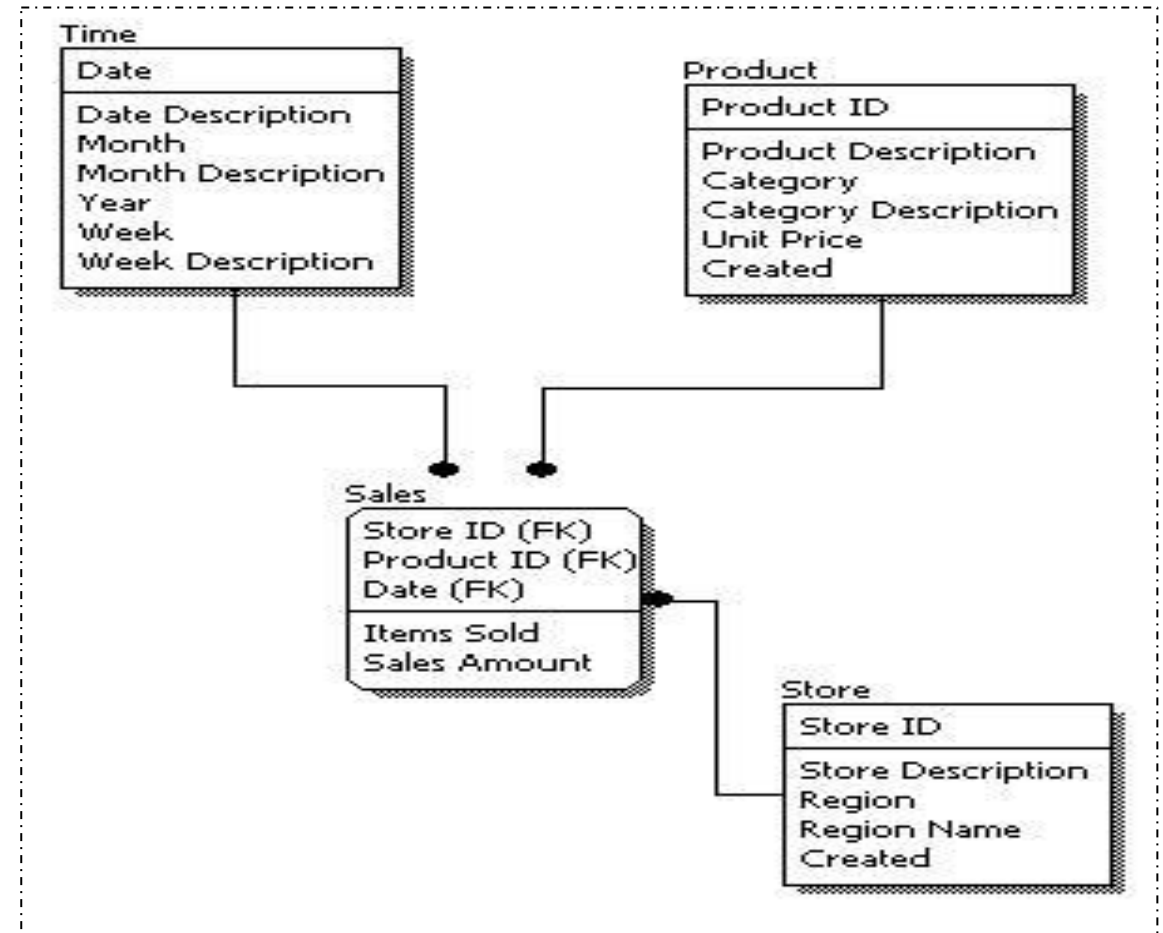 Time
Date
Date Description
Month
Month Description
Year
Week
Week Description
Product
Product ID
Product Description
Category
Category Description
Unit Price
Created
Sales
Store ID (FK)
Product ID (FK)
Date (FK)
Items Sold
Sales Amount
Store
Store ID
Store Description
Region
Region Name
Created